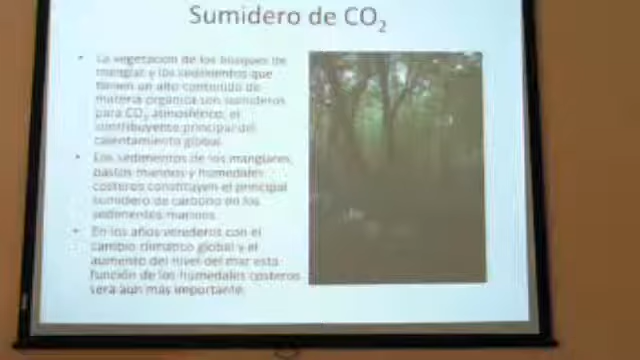 Sumidero de CO₂
• La vegetación de los bosques de
manglar y los sedimentos que
tienen un alto contenido de
materia orgánica son sumideros
para CO₂ atmosférico, el
contribuyente principal del
calentamiento global.
• Los sedimentos de los manglares,
pastos marinos y humedales
costeros constituyen el principal
sumidero de carbono en los
sedimentos marinos.
• En los años venideros con el
cambio climático global y el
aumento del nivel del mar esta
función de los humedales costeros
será aún más importante.